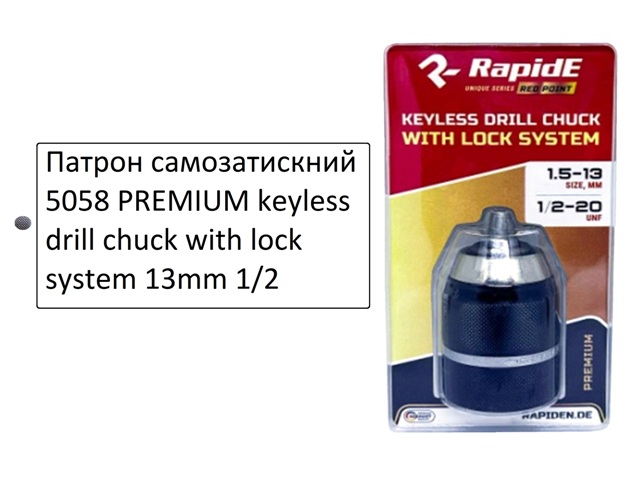 Патрон самозатискний
5058 PREMIUM keyless
drill chuck with lock
system 13mm 1/2
R- RapidE
UNIQUE SERIES RED POINT
KEYLESS DRILL CHUCK
WITH LOCK SYSTEM
1.5-13
SIZE, MM
1/2-20
UNF
PREMIUM
RAPIDEN.DE